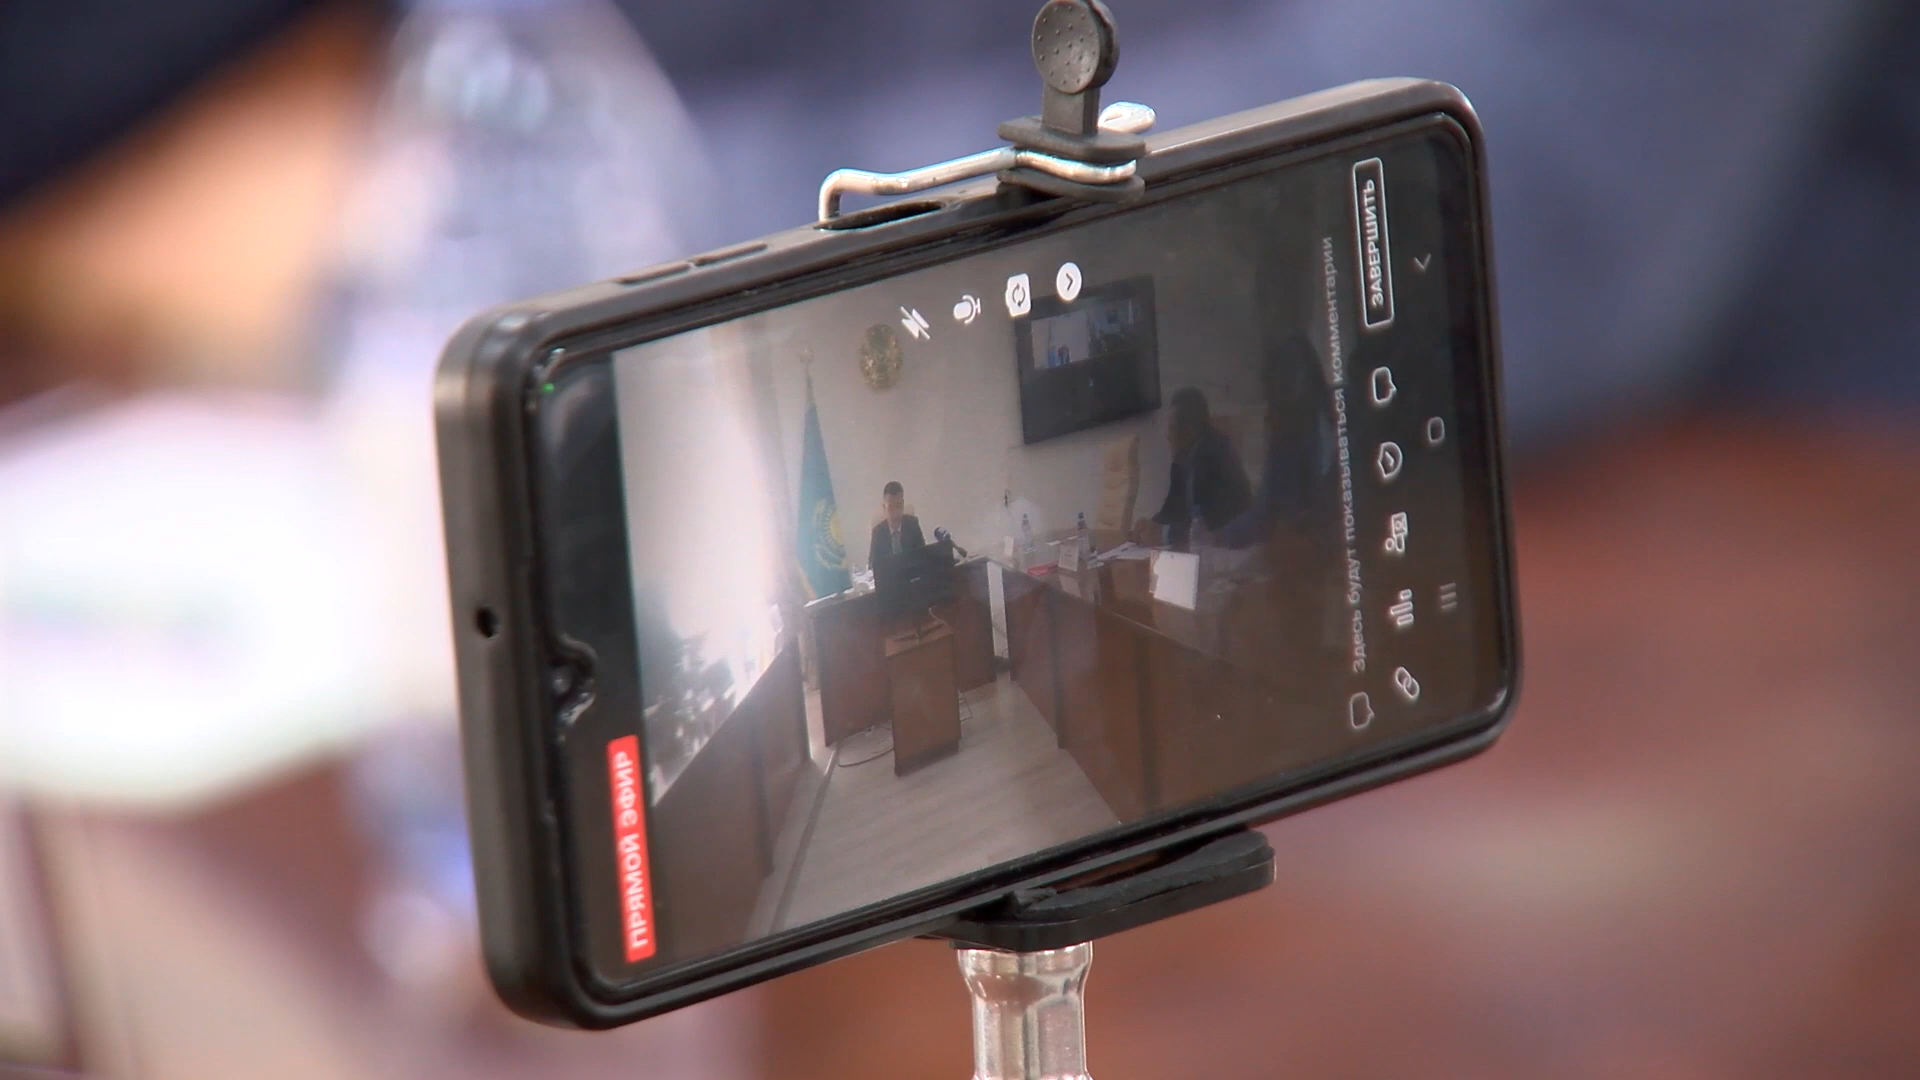 ПРЯМОЙ ЭФИР
Здесь будут показываться комментарии
ЗАВЕРШИТЬ